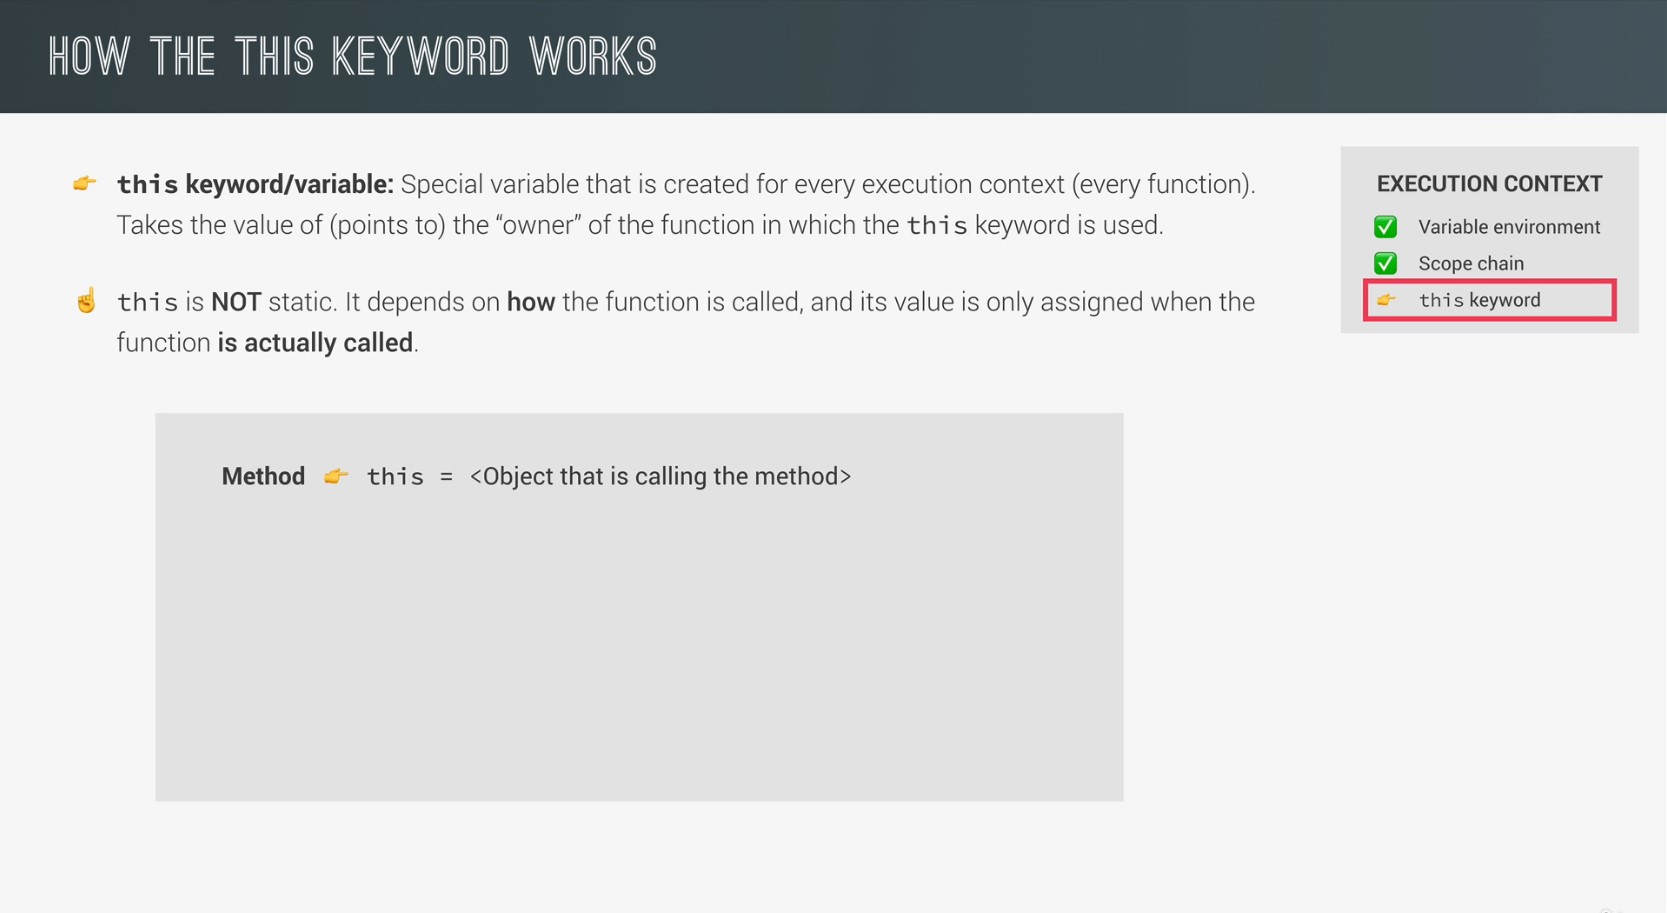 HOW THE THIS KEYWORD WORKS
👉 this keyword/variable: Special variable that is created for every execution context (every function).
Takes the value of (points to) the “owner” of the function in which the this keyword is used.
☝️ this is NOT static. It depends on how the function is called, and its value is only assigned when the
function is actually called.
EXECUTION CONTEXT
✅ Variable environment
✅ Scope chain
👉 this keyword
Method 👉 this = <Object that is calling the method>